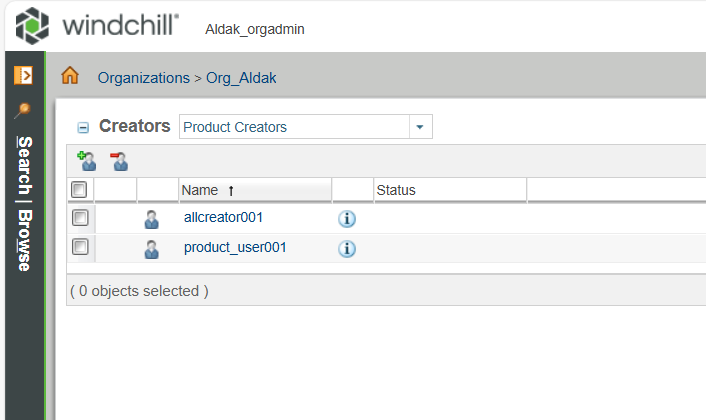 windchill® Aldak_orgadmin
Organizations > Org_Aldak
Creators Product Creators
Name ↑ Status
allcreator001
product_user001
( 0 objects selected )
Search | Browse